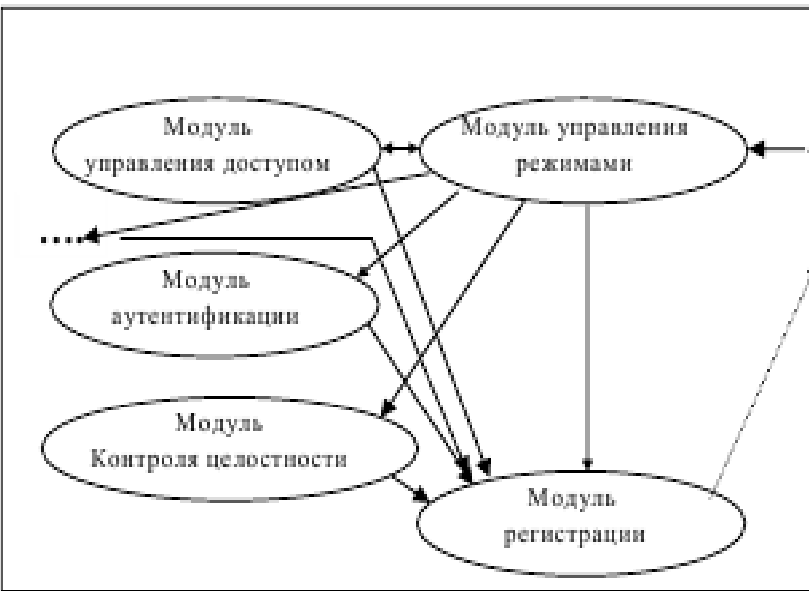 Модуль
управления доступом
Модуль управления
режимами
....
Модуль
аутентификации
Модуль
Контроля целостности
Модуль
регистрации